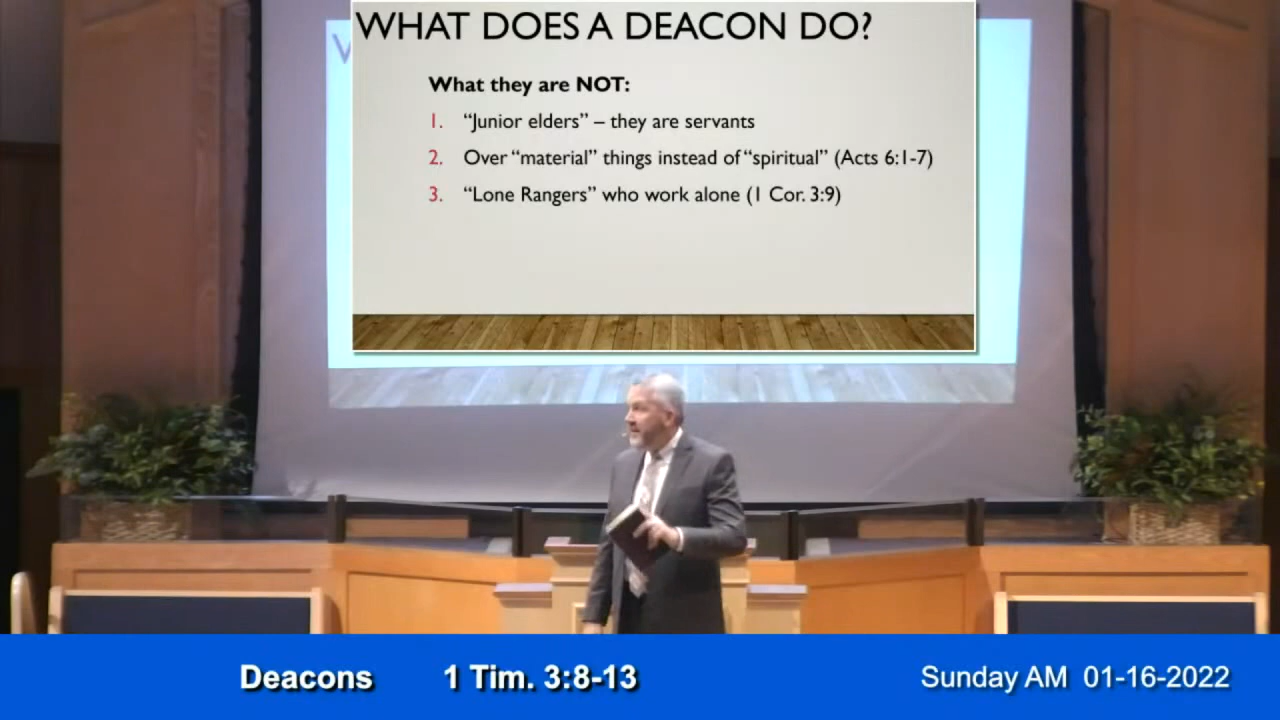 WHAT DOES A DEACON DO?
What they are NOT:
1. “Junior elders” – they are servants
2. Over “material” things instead of “spiritual” (Acts 6:1-7)
3. “Lone Rangers” who work alone (1 Cor. 3:9)
Deacons 1 Tim. 3:8-13 Sunday AM 01-16-2022